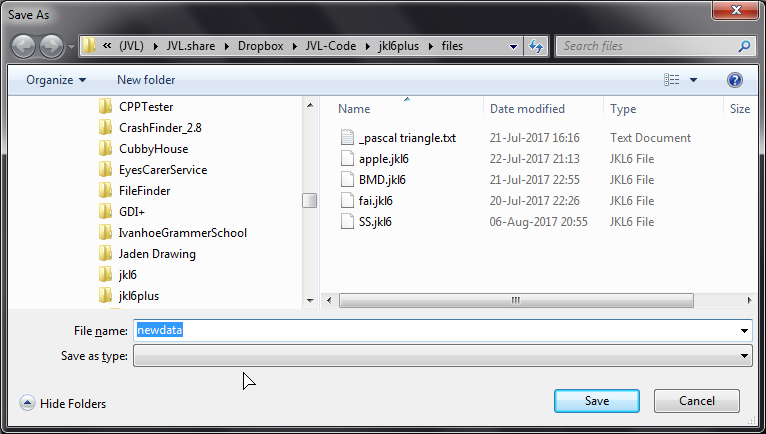 Save As
« (JVL) ▸ JVL.share ▸ Dropbox ▸ JVL-Code ▸ jkl6plus ▸ files
Search files
Organize New folder
CPPTester
CrashFinder_2.8
CubbyHouse
EyesCarerService
FileFinder
GDI+
IvanhoeGrammerSchool
Jaden Drawing
jkl6
jkl6plus
Name Date modified Type Size
_pascal triangle.txt 21-Jul-2017 16:16 Text Document
apple.jkl6 22-Jul-2017 21:13 JKL6 File
BMD.jkl6 21-Jul-2017 22:55 JKL6 File
fai.jkl6 20-Jul-2017 22:26 JKL6 File
SS.jkl6 06-Aug-2017 20:55 JKL6 File
File name: newdata
Save as type:
Hide Folders Save Cancel